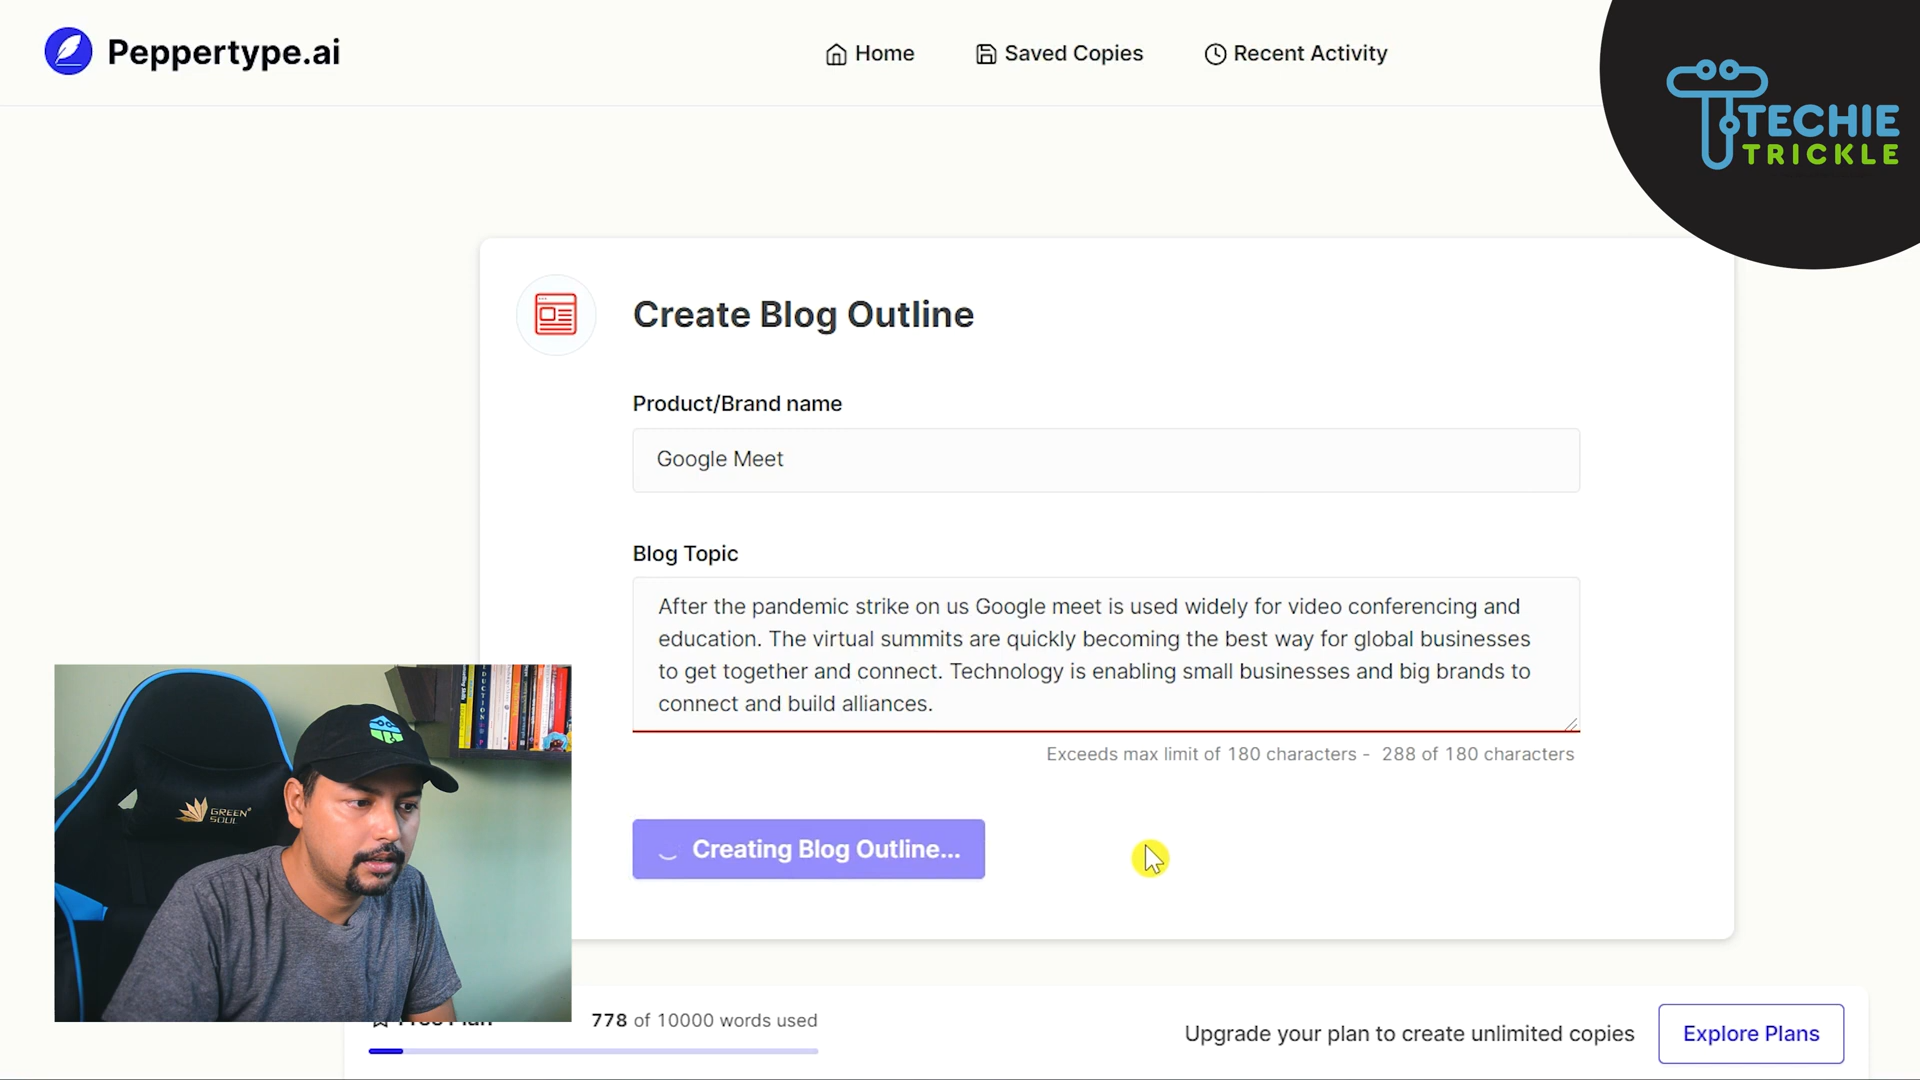 Peppertype.ai
Home
Saved Copies
Recent Activity
TECHIE
TRICKLE
Create Blog Outline
Product/Brand name
Google Meet
Blog Topic
After the pandemic strike on us Google meet is used widely for video conferencing and
education. The virtual summits are quickly becoming the best way for global businesses
to get together and connect. Technology is enabling small businesses and big brands to
connect and build alliances.
Exceeds max limit of 180 characters - 288 of 180 characters
Creating Blog Outline...
GREEN
SOUL
778 of 10000 words used
Upgrade your plan to create unlimited copies
Explore Plans